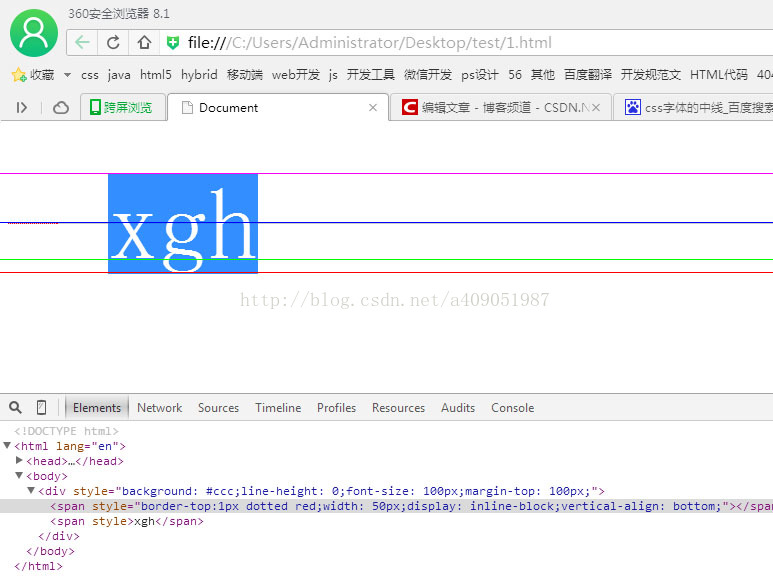 360安全浏览器 8.1
file:///C:/Users/Administrator/Desktop/test/1.html
收藏 css java html5 hybrid 移动端 web开发 js 开发工具 微信开发 ps设计 56 其他 百度翻译 开发规范文 HTML代码 404
跨屏浏览 Document 编辑文章 - 博客频道 - CSDN.N css字体的中线_百度搜索
xgh
http://blog.csdn.net/a409051987
Elements Network Sources Timeline Profiles Resources Audits Console
<!DOCTYPE html>
<html lang="en">
<head>…</head>
<body>
<div style="background: #ccc;line-height: 0;font-size: 100px;margin-top: 100px;">
<span style="border-top:1px dotted red;width: 50px;display: inline-block;vertical-align: bottom;"></span
<span style>xgh</span>
</div>
</body>
</html>